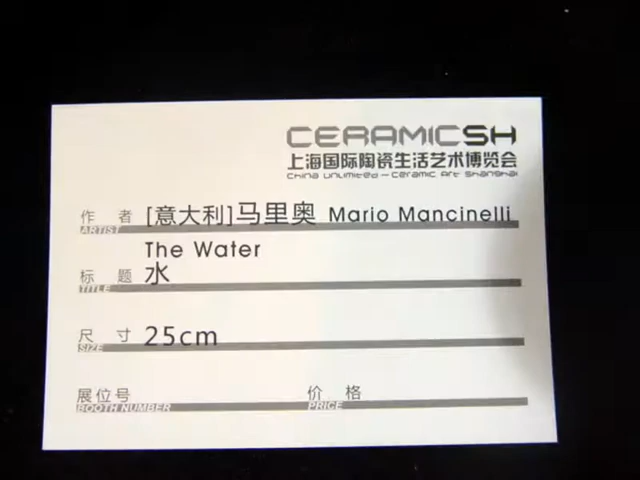 CERAMICSH
上海国际陶瓷生活艺术博览会
China Unlimited – Ceramic Art Shanghai
作 者 [意大利]马里奥 Mario Mancinelli
ARTIST
The Water
标 题 水
TITLE
尺 寸 25cm
SIZE
展位号 价 格
BOOTH NUMBER PRICE